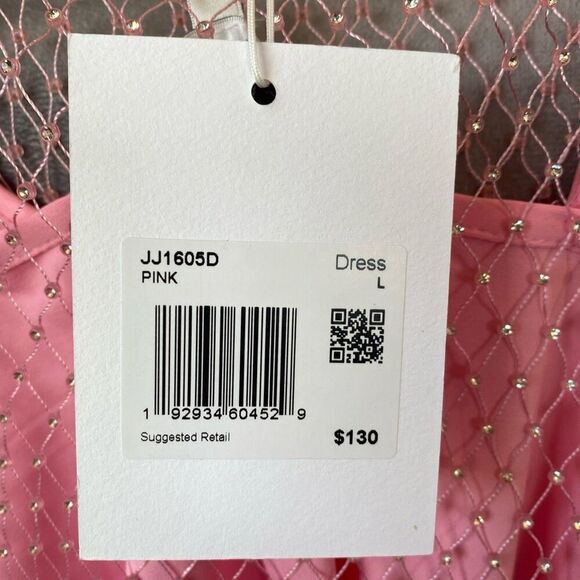 JJ1605D Dress
PINK L
1 92934 60452 9
Suggested Retail $130